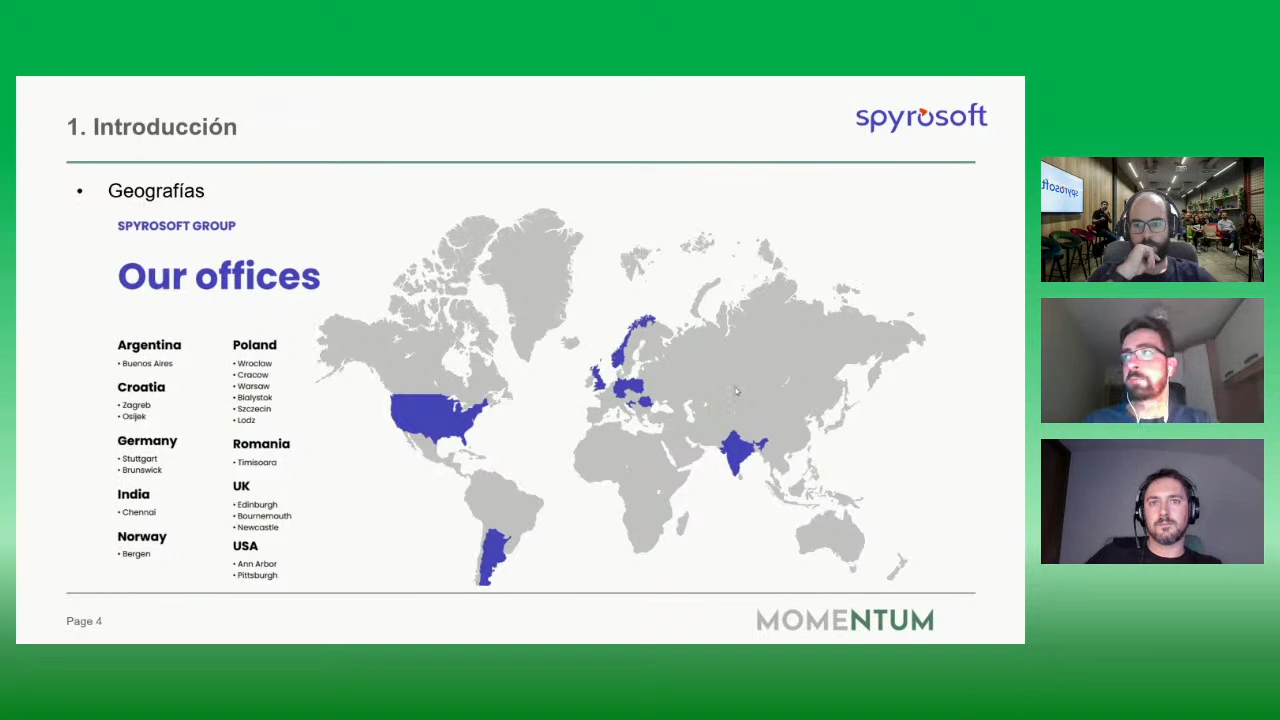 1. Introducción
spyrosoft
• Geografías
SPYROSOFT GROUP
Our offices
Argentina
• Buenos Aires
Croatia
• Zagreb
• Osijek
Germany
• Stuttgart
• Brunswick
India
• Chennai
Norway
• Bergen
Poland
• Wrocław
• Cracow
• Warsaw
• Bialystok
• Szczecin
• Lodz
Romania
• Timisoara
UK
• Edinburgh
• Bournemouth
• Newcastle
USA
• Ann Arbor
• Pittsburgh
Page 4
MOMENTUM
spyrosoft